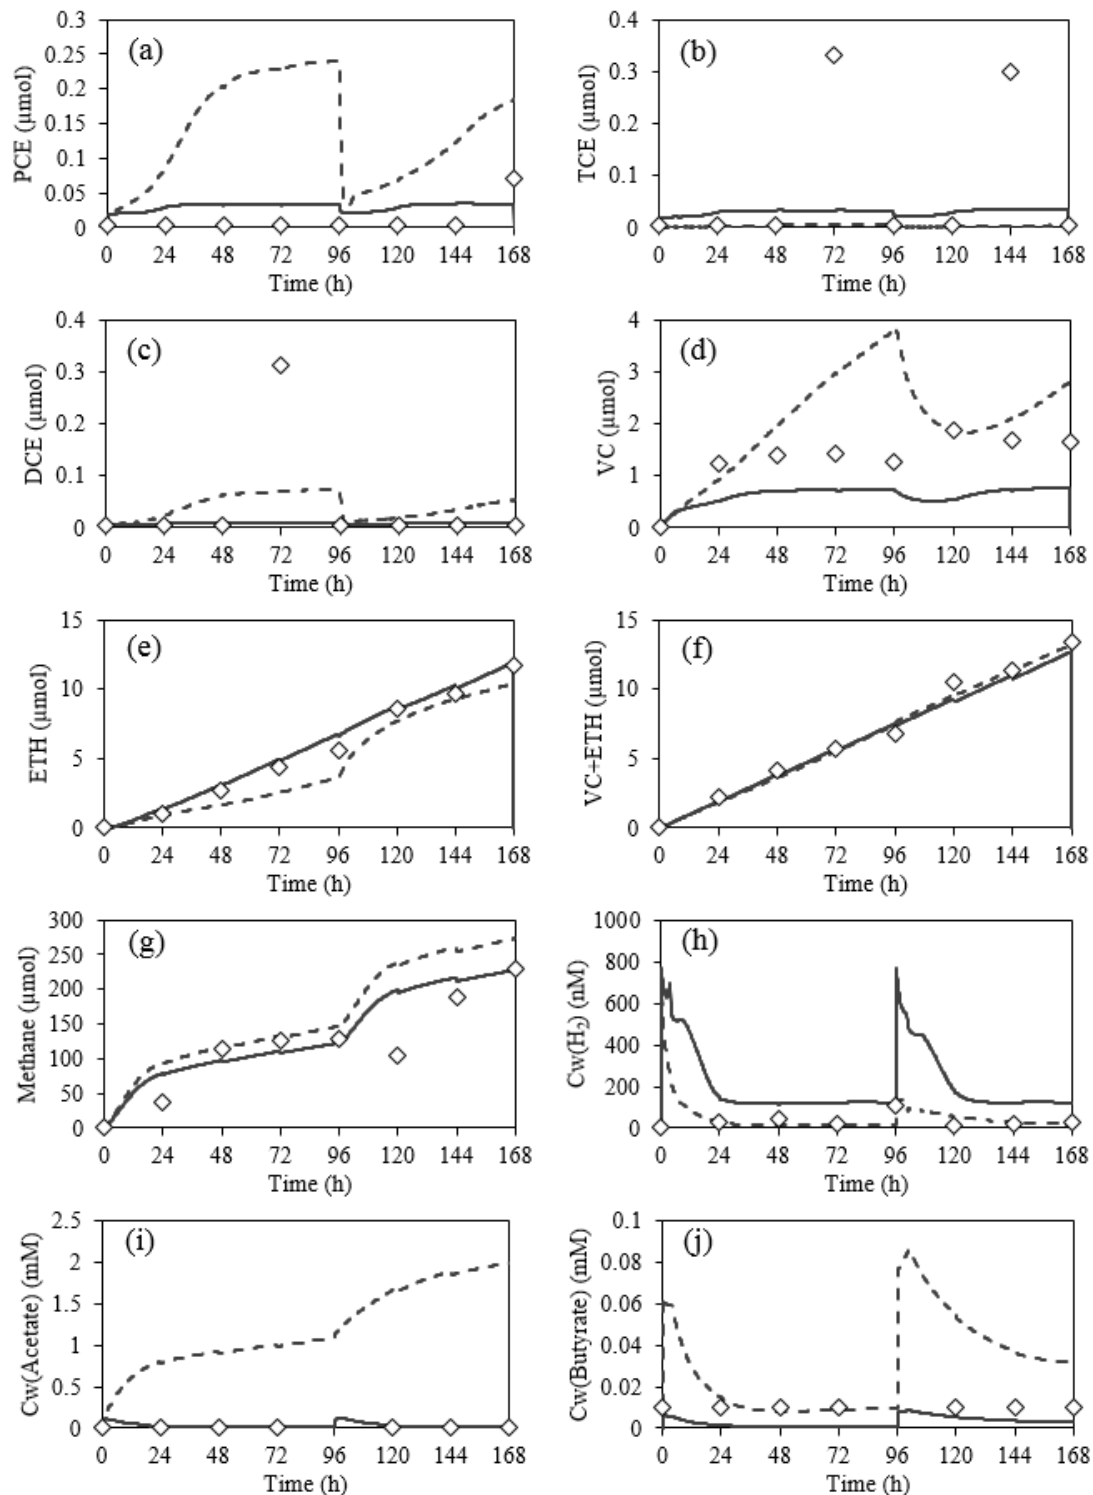 (a)
PCE (µmol)
0.3
0.25
0.2
0.15
0.1
0.05
0
0 24 48 72 96 120 144 168
Time (h)
(b)
TCE (µmol)
0.4
0.3
0.2
0.1
0
0 24 48 72 96 120 144 168
Time (h)
(c)
DCE (µmol)
0.4
0.3
0.2
0.1
0
0 24 48 72 96 120 144 168
Time (h)
(d)
VC (µmol)
4
3
2
1
0
0 24 48 72 96 120 144 168
Time (h)
(e)
ETH (µmol)
15
10
5
0
0 24 48 72 96 120 144 168
Time (h)
(f)
VC+ETH (µmol)
15
10
5
0
0 24 48 72 96 120 144 168
Time (h)
(g)
Methane (µmol)
300
250
200
150
100
50
0
0 24 48 72 96 120 144 168
Time (h)
(h)
Cw(H₂) (nM)
1000
800
600
400
200
0
0 24 48 72 96 120 144 168
Time (h)
(i)
Cw(Acetate) (mM)
2.5
2
1.5
1
0.5
0
0 24 48 72 96 120 144 168
Time (h)
(j)
Cw(Butyrate) (mM)
0.1
0.08
0.06
0.04
0.02
0
0 24 48 72 96 120 144 168
Time (h)